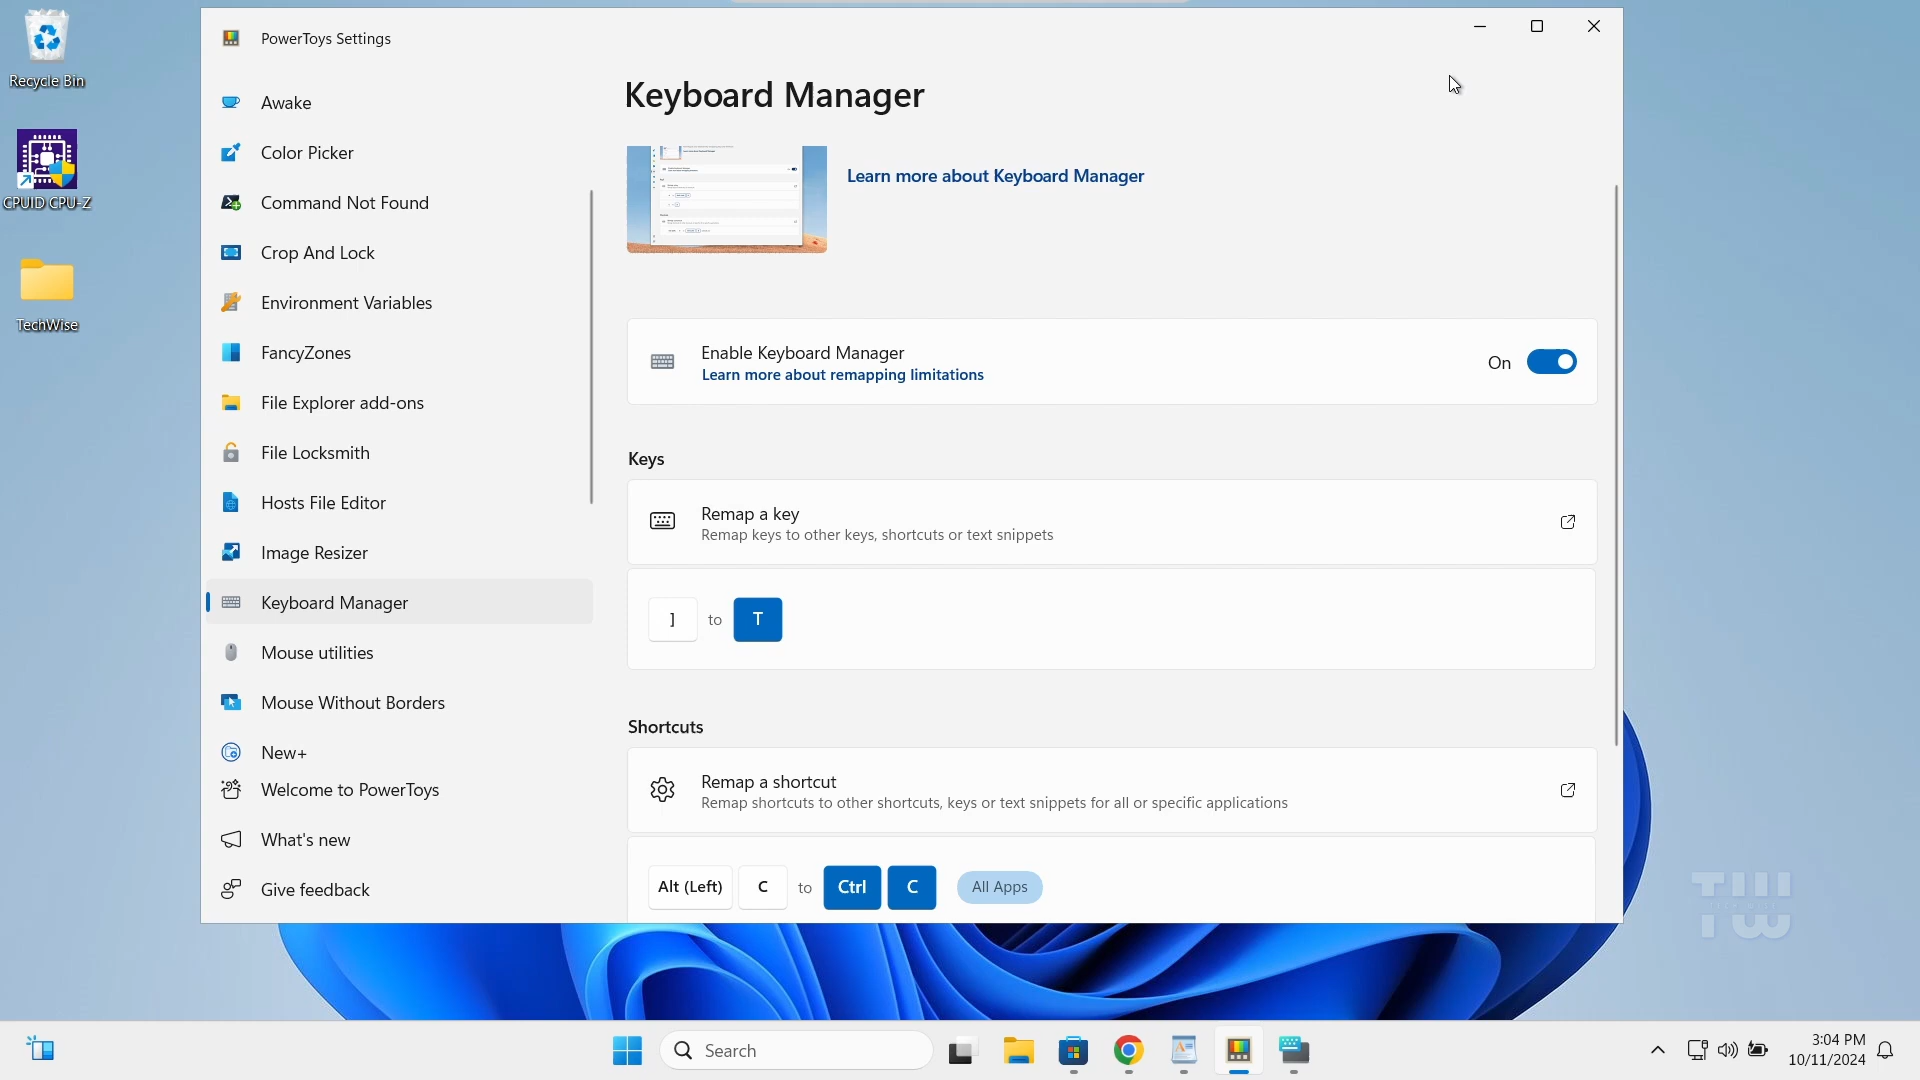 Recycle Bin
CPUID CPU-Z
TechWise
PowerToys Settings
Awake
Color Picker
Command Not Found
Crop And Lock
Environment Variables
FancyZones
File Explorer add-ons
File Locksmith
Hosts File Editor
Image Resizer
Keyboard Manager
Mouse utilities
Mouse Without Borders
New+
Welcome to PowerToys
What's new
Give feedback
Keyboard Manager
Learn more about Keyboard Manager
Enable Keyboard Manager
Learn more about remapping limitations
On
Keys
Remap a key
Remap keys to other keys, shortcuts or text snippets
] to T
Shortcuts
Remap a shortcut
Remap shortcuts to other shortcuts, keys or text snippets for all or specific applications
Alt (Left) C to Ctrl C All Apps
TW
Search
3:04 PM
10/11/2024